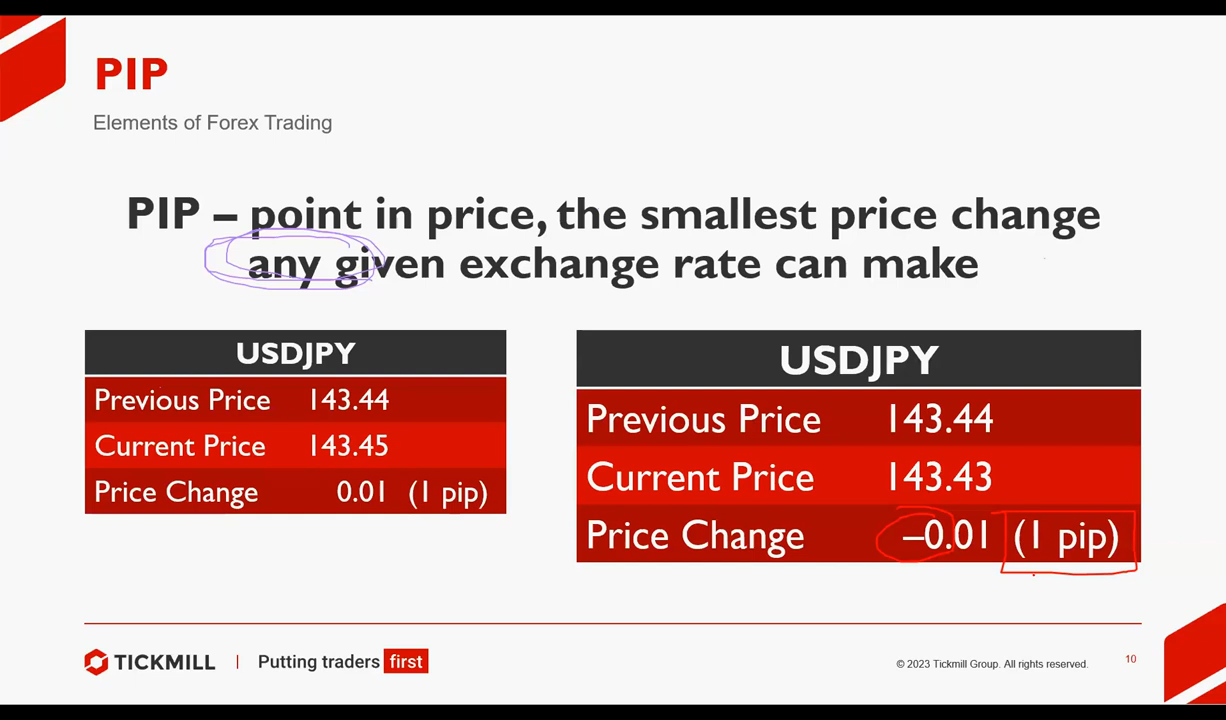 PIP
Elements of Forex Trading
PIP – point in price, the smallest price change
any given exchange rate can make
USDJPY
Previous Price 143.44
Current Price 143.45
Price Change 0.01 (1 pip)
USDJPY
Previous Price 143.44
Current Price 143.43
Price Change –0.01 (1 pip)
TICKMILL | Putting traders first
© 2023 Tickmill Group. All rights reserved. 10